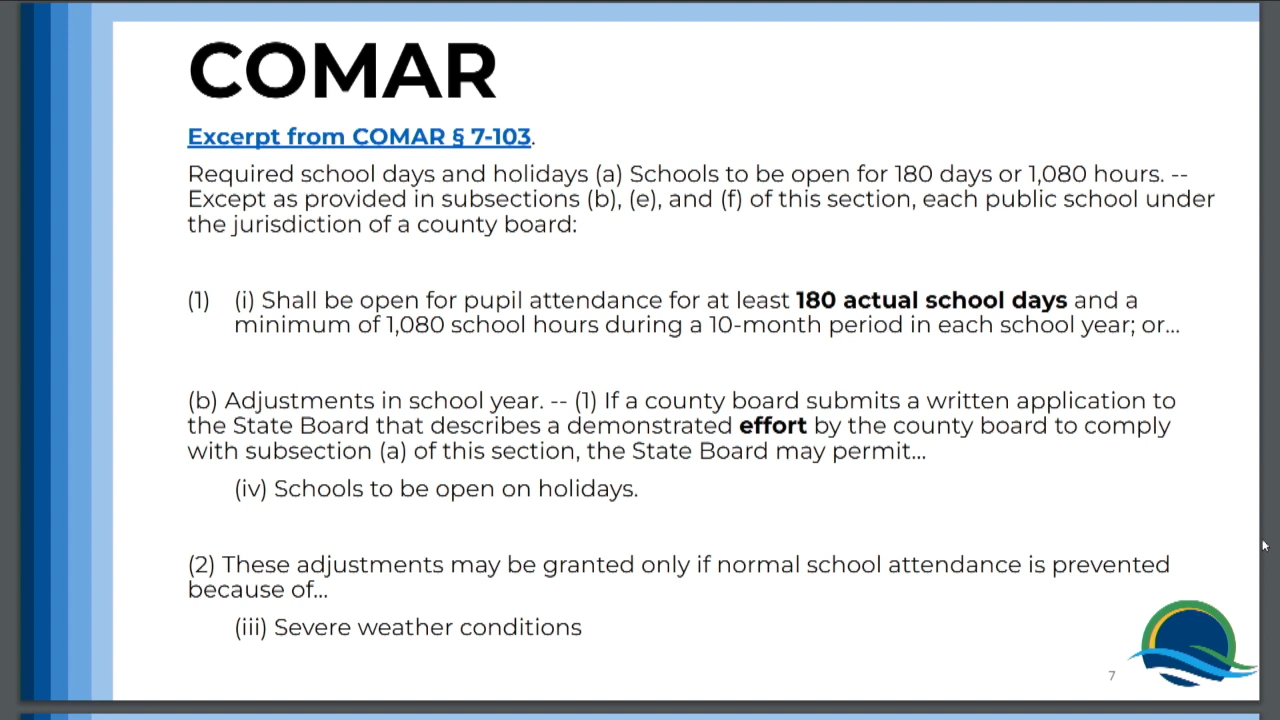 COMAR
Excerpt from COMAR § 7-103.
Required school days and holidays (a) Schools to be open for 180 days or 1,080 hours. --
Except as provided in subsections (b), (e), and (f) of this section, each public school under
the jurisdiction of a county board:
(1) (i) Shall be open for pupil attendance for at least 180 actual school days and a
minimum of 1,080 school hours during a 10-month period in each school year; or...
(b) Adjustments in school year. -- (1) If a county board submits a written application to
the State Board that describes a demonstrated effort by the county board to comply
with subsection (a) of this section, the State Board may permit...
(iv) Schools to be open on holidays.
(2) These adjustments may be granted only if normal school attendance is prevented
because of...
(iii) Severe weather conditions
7